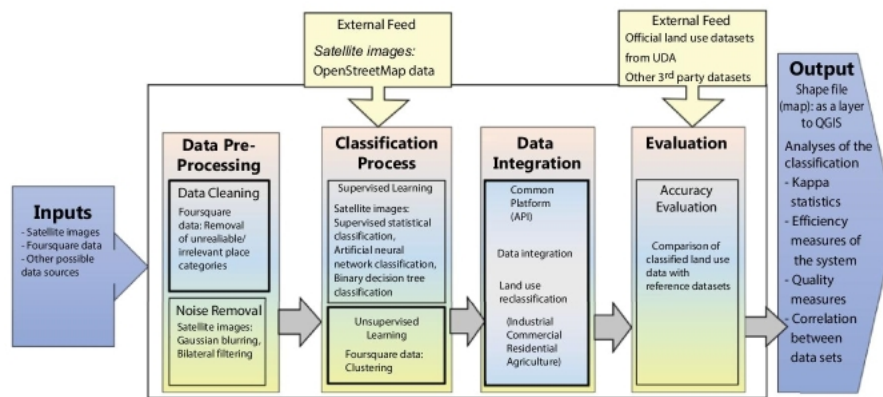 External Feed
Satellite images:
OpenStreetMap data
External Feed
Official land use datasets
from UDA
Other 3rd party datasets
Inputs
- Satellite images
- Foursquare data
- Other possible
data sources
Data Pre-
Processing
Data Cleaning
Foursquare
data: Removal
of unrealiable/
irrelevant place
categories
Noise Removal
Satellite images:
Gaussian blurring,
Bilateral filtering
Classification
Process
Supervised Learning
Satellite images:
Supervised statistical
classification,
Artificial neural
network classification,
Binary decision tree
classification
Unsupervised
Learning
Foursquare data:
Clustering
Data
Integration
Common
Platform
(API)
Data integration
Land use
reclassification
(Industrial
Commercial
Residential
Agriculture)
Evaluation
Accuracy
Evaluation
Comparison of
classified land use
data with
reference datasets
Output
Shape file
(map): as a layer
to QGIS
Analyses of the
classification
- Kappa
statistics
- Efficiency
measures of
the system
- Quality
measures
- Correlation
between
data sets